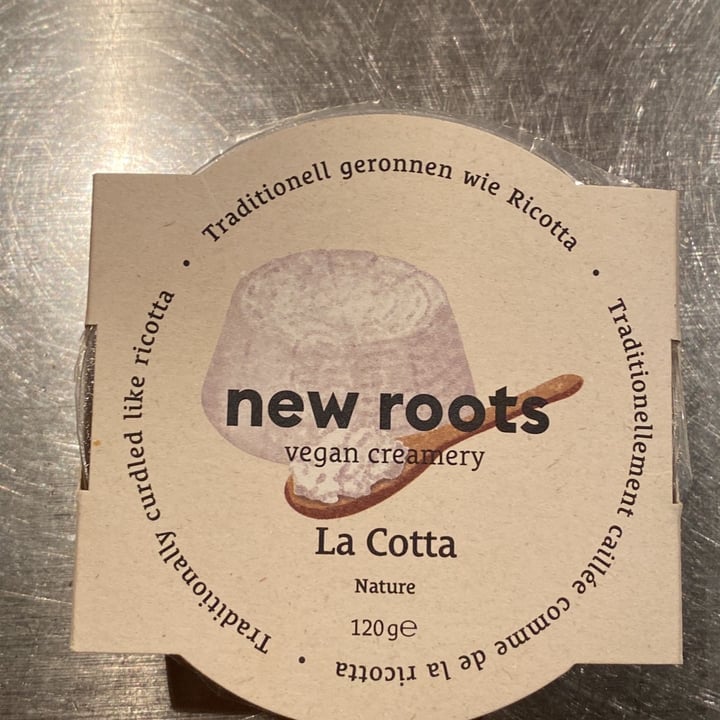 Traditionell geronnen wie Ricotta
• Traditionellement caillée comme de la ricotta
• Traditionally curdled like ricotta •
new roots
vegan creamery
La Cotta
Nature
120g℮